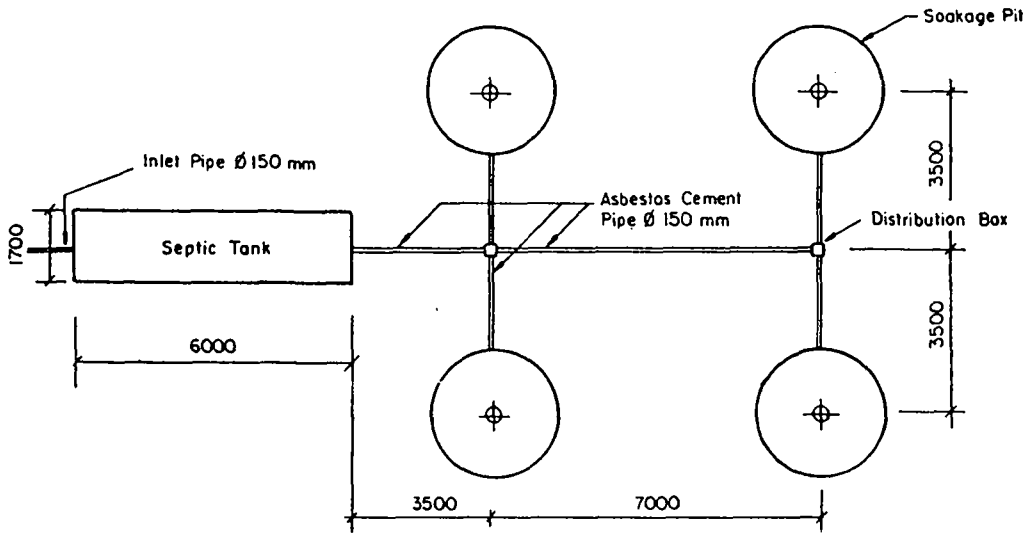 Soakage Pit
Inlet Pipe Ø 150 mm
3500
Asbestos Cement
Pipe Ø 150 mm
Distribution Box
1700
Septic Tank
6000
3500
3500
7000